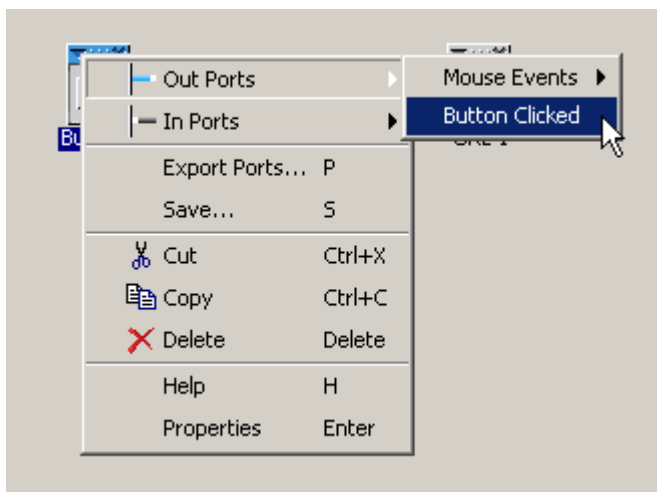 Out Ports
Mouse Events
Button Clicked
In Ports
Export Ports... P
Save... S
Cut Ctrl+X
Copy Ctrl+C
Delete Delete
Help H
Properties Enter